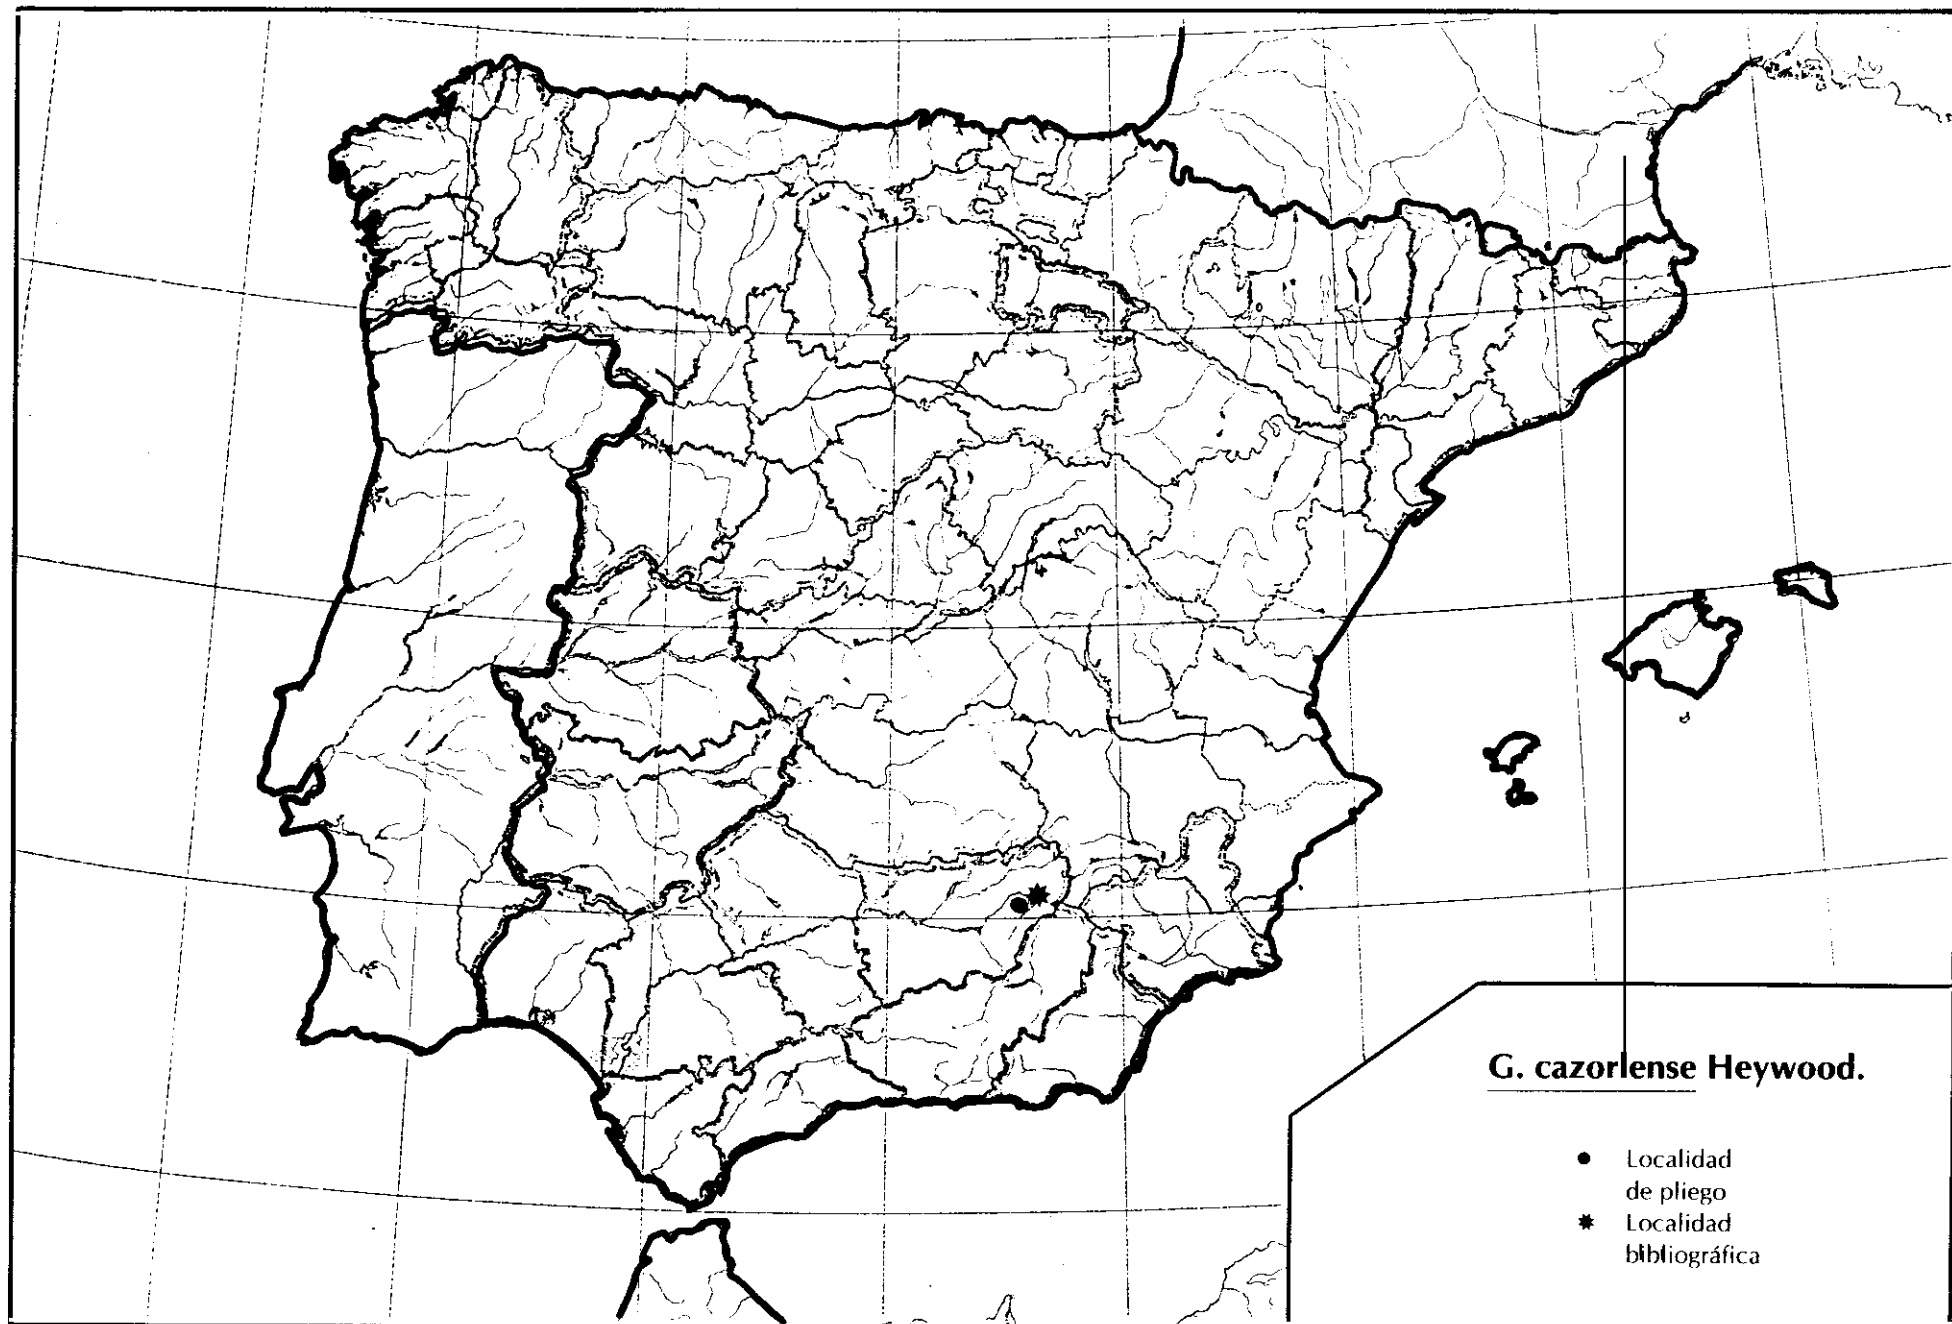 G. cazorlense Heywood.
Localidad
de pliego
Localidad
bibliográfica